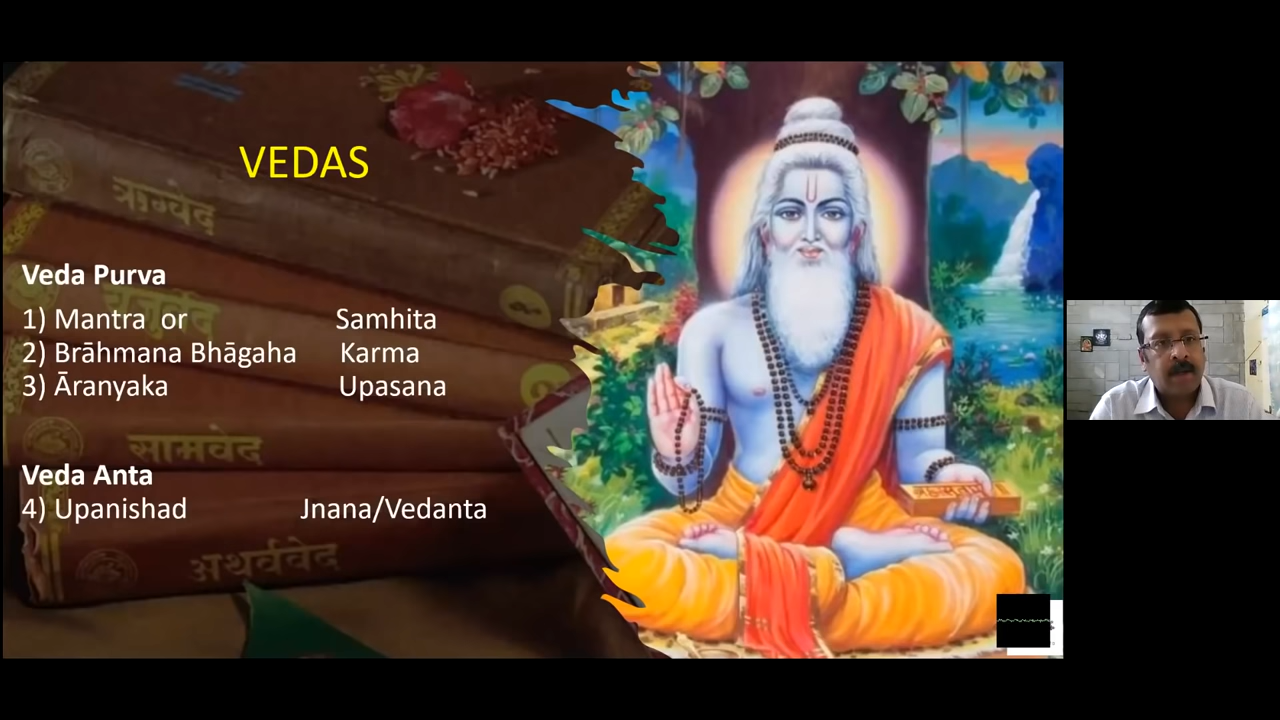 VEDAS
ऋग्वेद
Veda Purva
1) Mantra or Samhita
2) Brāhmana Bhāgaha Karma
3) Āranyaka Upasana
सामवेद
Veda Anta
4) Upanishad Jnana/Vedanta
अथर्ववेद